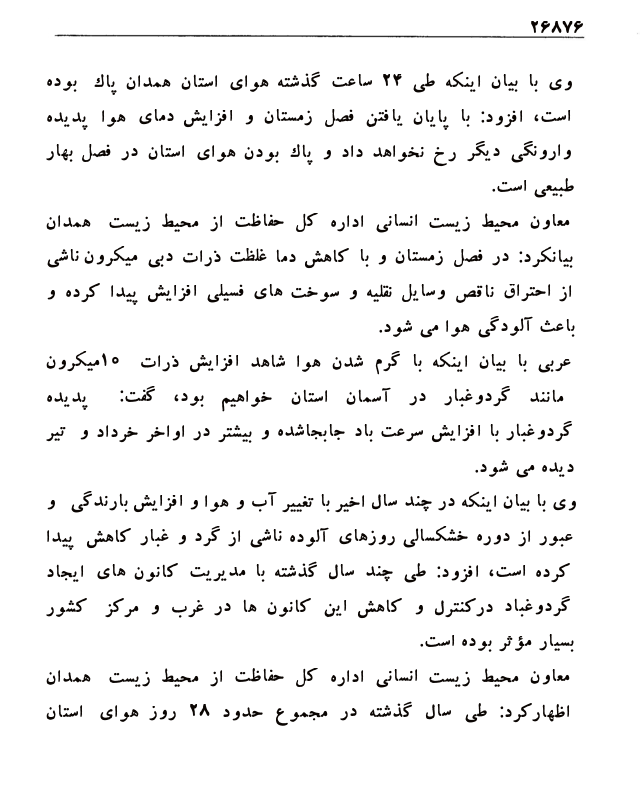 ۲۶۸۷۶
وی با بیان اینکه طی ۲۴ ساعت گذشته هوای استان همدان پاك بوده
است، افزود: با پایان یافتن فصل زمستان و افزایش دمای هوا پدیده
وارونگی دیگر رخ نخواهد داد و پاك بودن هوای استان در فصل بهار
طبیعی است.
معاون محیط زیست انسانی اداره کل حفاظت از محیط زیست همدان
بیانکرد: در فصل زمستان و با کاهش دما غلظت ذرات دبی میکرون ناشی
از احتراق ناقص وسایل نقلیه و سوخت های فسیلی افزایش پیدا کرده و
باعث آلودگی هوا می شود.
عربی با بیان اینکه با گرم شدن هوا شاهد افزایش ذرات ۱۰میکرون
مانند گردوغبار در آسمان استان خواهیم بود، گفت: پدیده
گردوغبار با افزایش سرعت باد جابجاشده و بیشتر در اواخر خرداد و تیر
دیده می شود.
وی با بیان اینکه در چند سال اخیر با تغییر آب و هوا و افزایش بارندگی و
عبور از دوره خشکسالی روزهای آلوده ناشی از گرد و غبار کاهش پیدا
کرده است، افزود: طی چند سال گذشته با مدیریت کانون های ایجاد
گردوغباد درکنترل و کاهش این کانون ها در غرب و مرکز کشور
بسیار مؤثر بوده است.
معاون محیط زیست انسانی اداره کل حفاظت از محیط زیست همدان
اظهارکرد: طی سال گذشته در مجموع حدود ۲۸ روز هوای استان